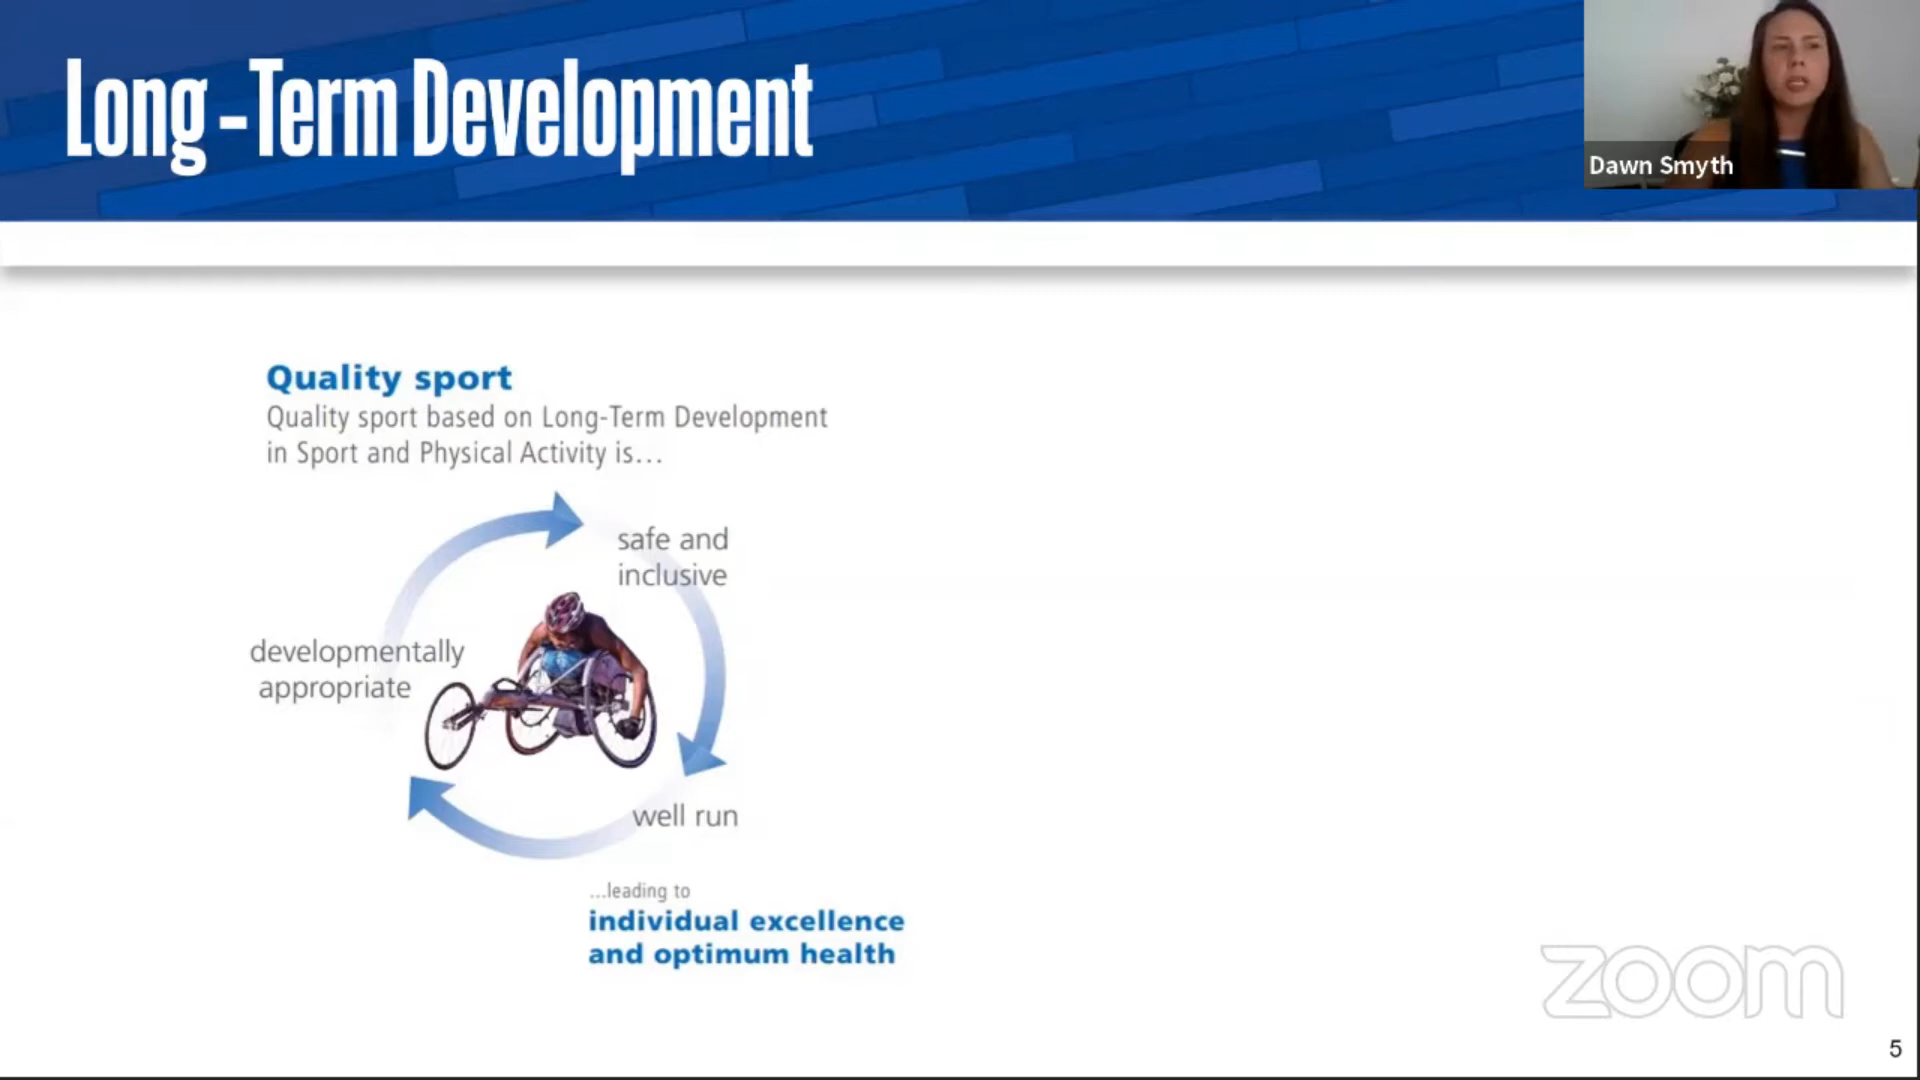 Long -Term Development
Dawn Smyth
Quality sport
Quality sport based on Long-Term Development
in Sport and Physical Activity is...
safe and
inclusive
developmentally
appropriate
well run
...leading to
individual excellence
and optimum health
zoom
5